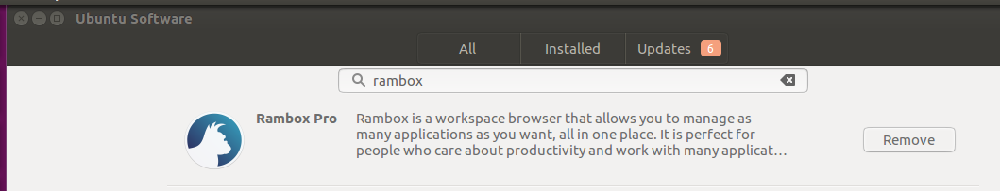 Ubuntu Software
All Installed Updates 6
rambox
Rambox Pro
Rambox is a workspace browser that allows you to manage as
many applications as you want, all in one place. It is perfect for
people who care about productivity and work with many applicat...
Remove